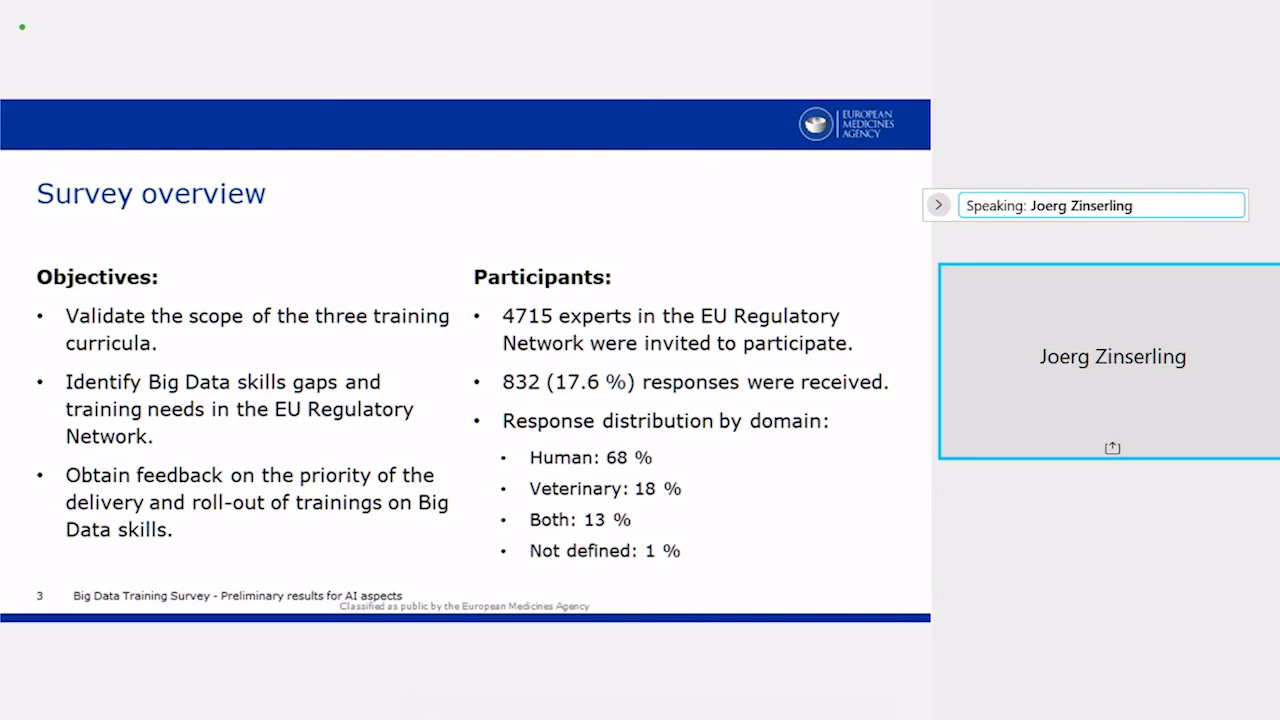 EUROPEAN
MEDICINES
AGENCY
Survey overview
Objectives:
• Validate the scope of the three training
curricula.
• Identify Big Data skills gaps and
training needs in the EU Regulatory
Network.
• Obtain feedback on the priority of the
delivery and roll-out of trainings on Big
Data skills.
Participants:
• 4715 experts in the EU Regulatory
Network were invited to participate.
• 832 (17.6 %) responses were received.
• Response distribution by domain:
• Human: 68 %
• Veterinary: 18 %
• Both: 13 %
• Not defined: 1 %
3 Big Data Training Survey - Preliminary results for AI aspects
Classified as public by the European Medicines Agency
Speaking: Joerg Zinserling
Joerg Zinserling